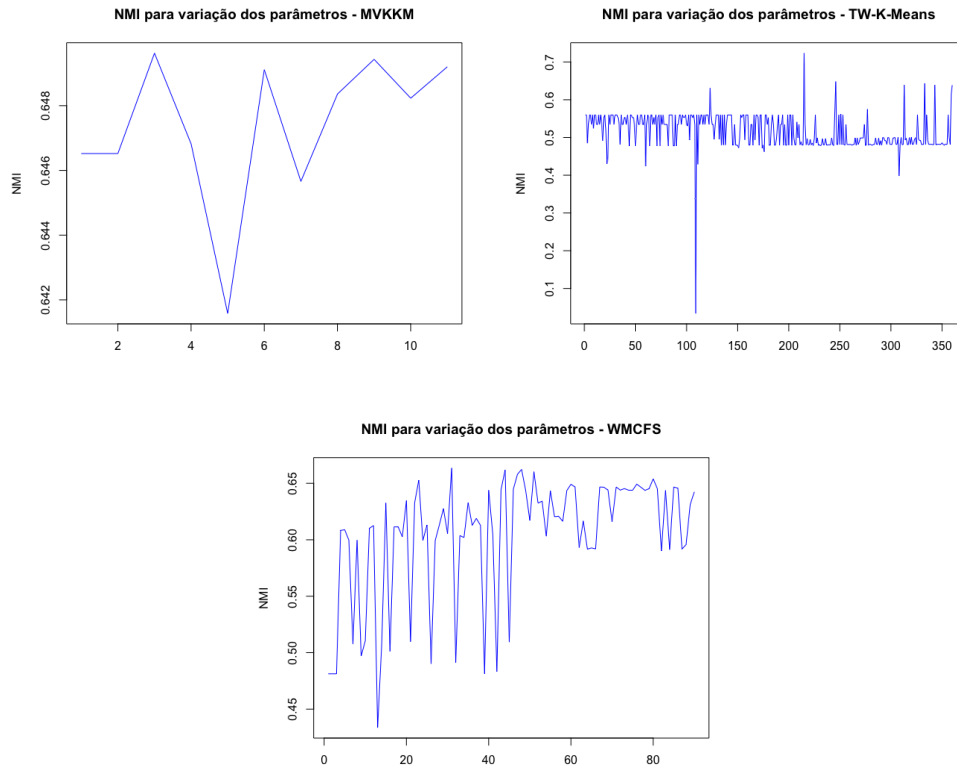 NMI para variação dos parâmetros - MVKKM
NMI
0.642 0.644 0.646 0.648
2 4 6 8 10
NMI para variação dos parâmetros - TW-K-Means
NMI
0.1 0.2 0.3 0.4 0.5 0.6 0.7
0 50 100 150 200 250 300 350
NMI para variação dos parâmetros - WMCFS
NMI
0.45 0.50 0.55 0.60 0.65
0 20 40 60 80